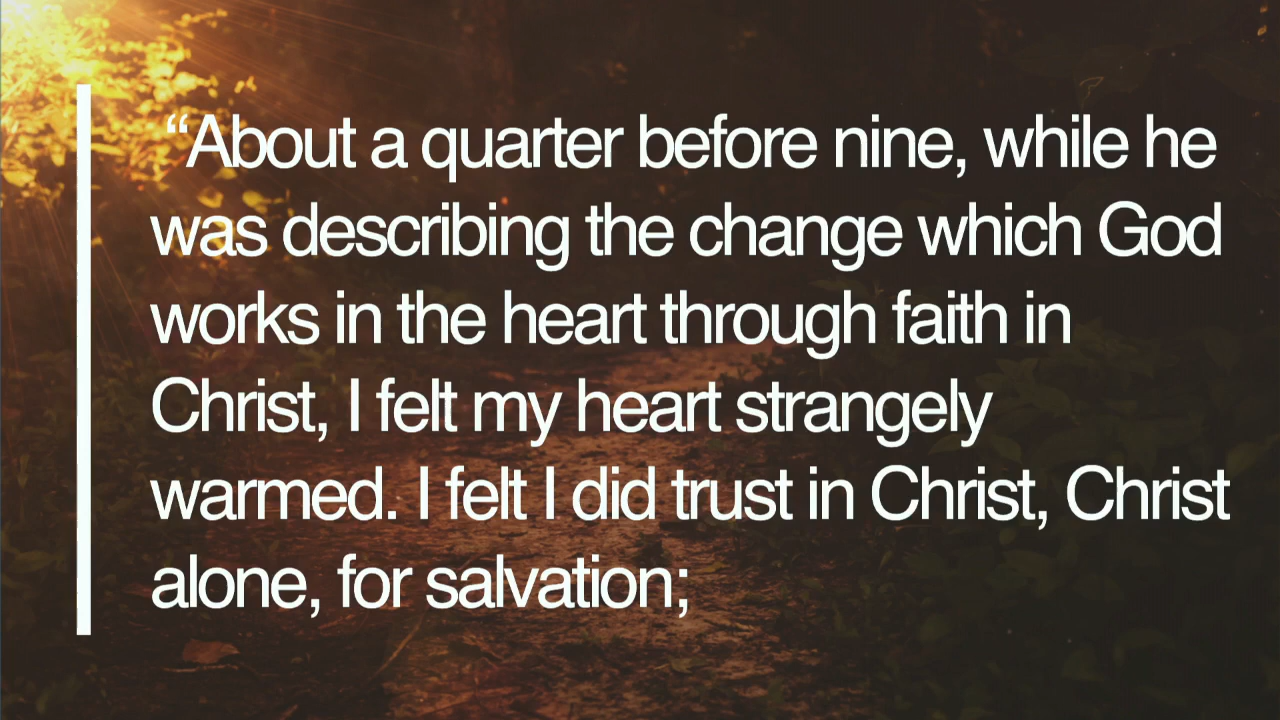 “About a quarter before nine, while he
was describing the change which God
works in the heart through faith in
Christ, I felt my heart strangely
warmed. I felt I did trust in Christ, Christ
alone, for salvation;